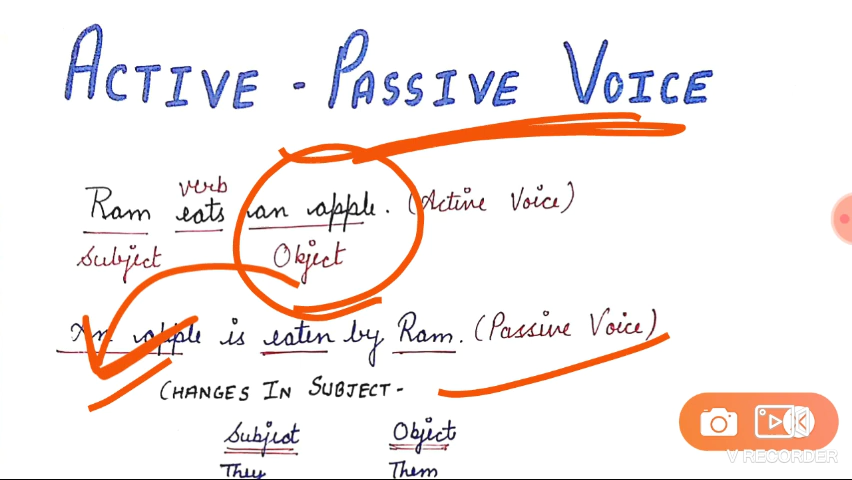 ACTIVE - PASSIVE VOICE
verb
Ram eats an apple. (Active Voice)
Subject Object
An apple is eaten by Ram. (Passive Voice)
CHANGES IN SUBJECT -
Subject Object
They Them
V RECORDER